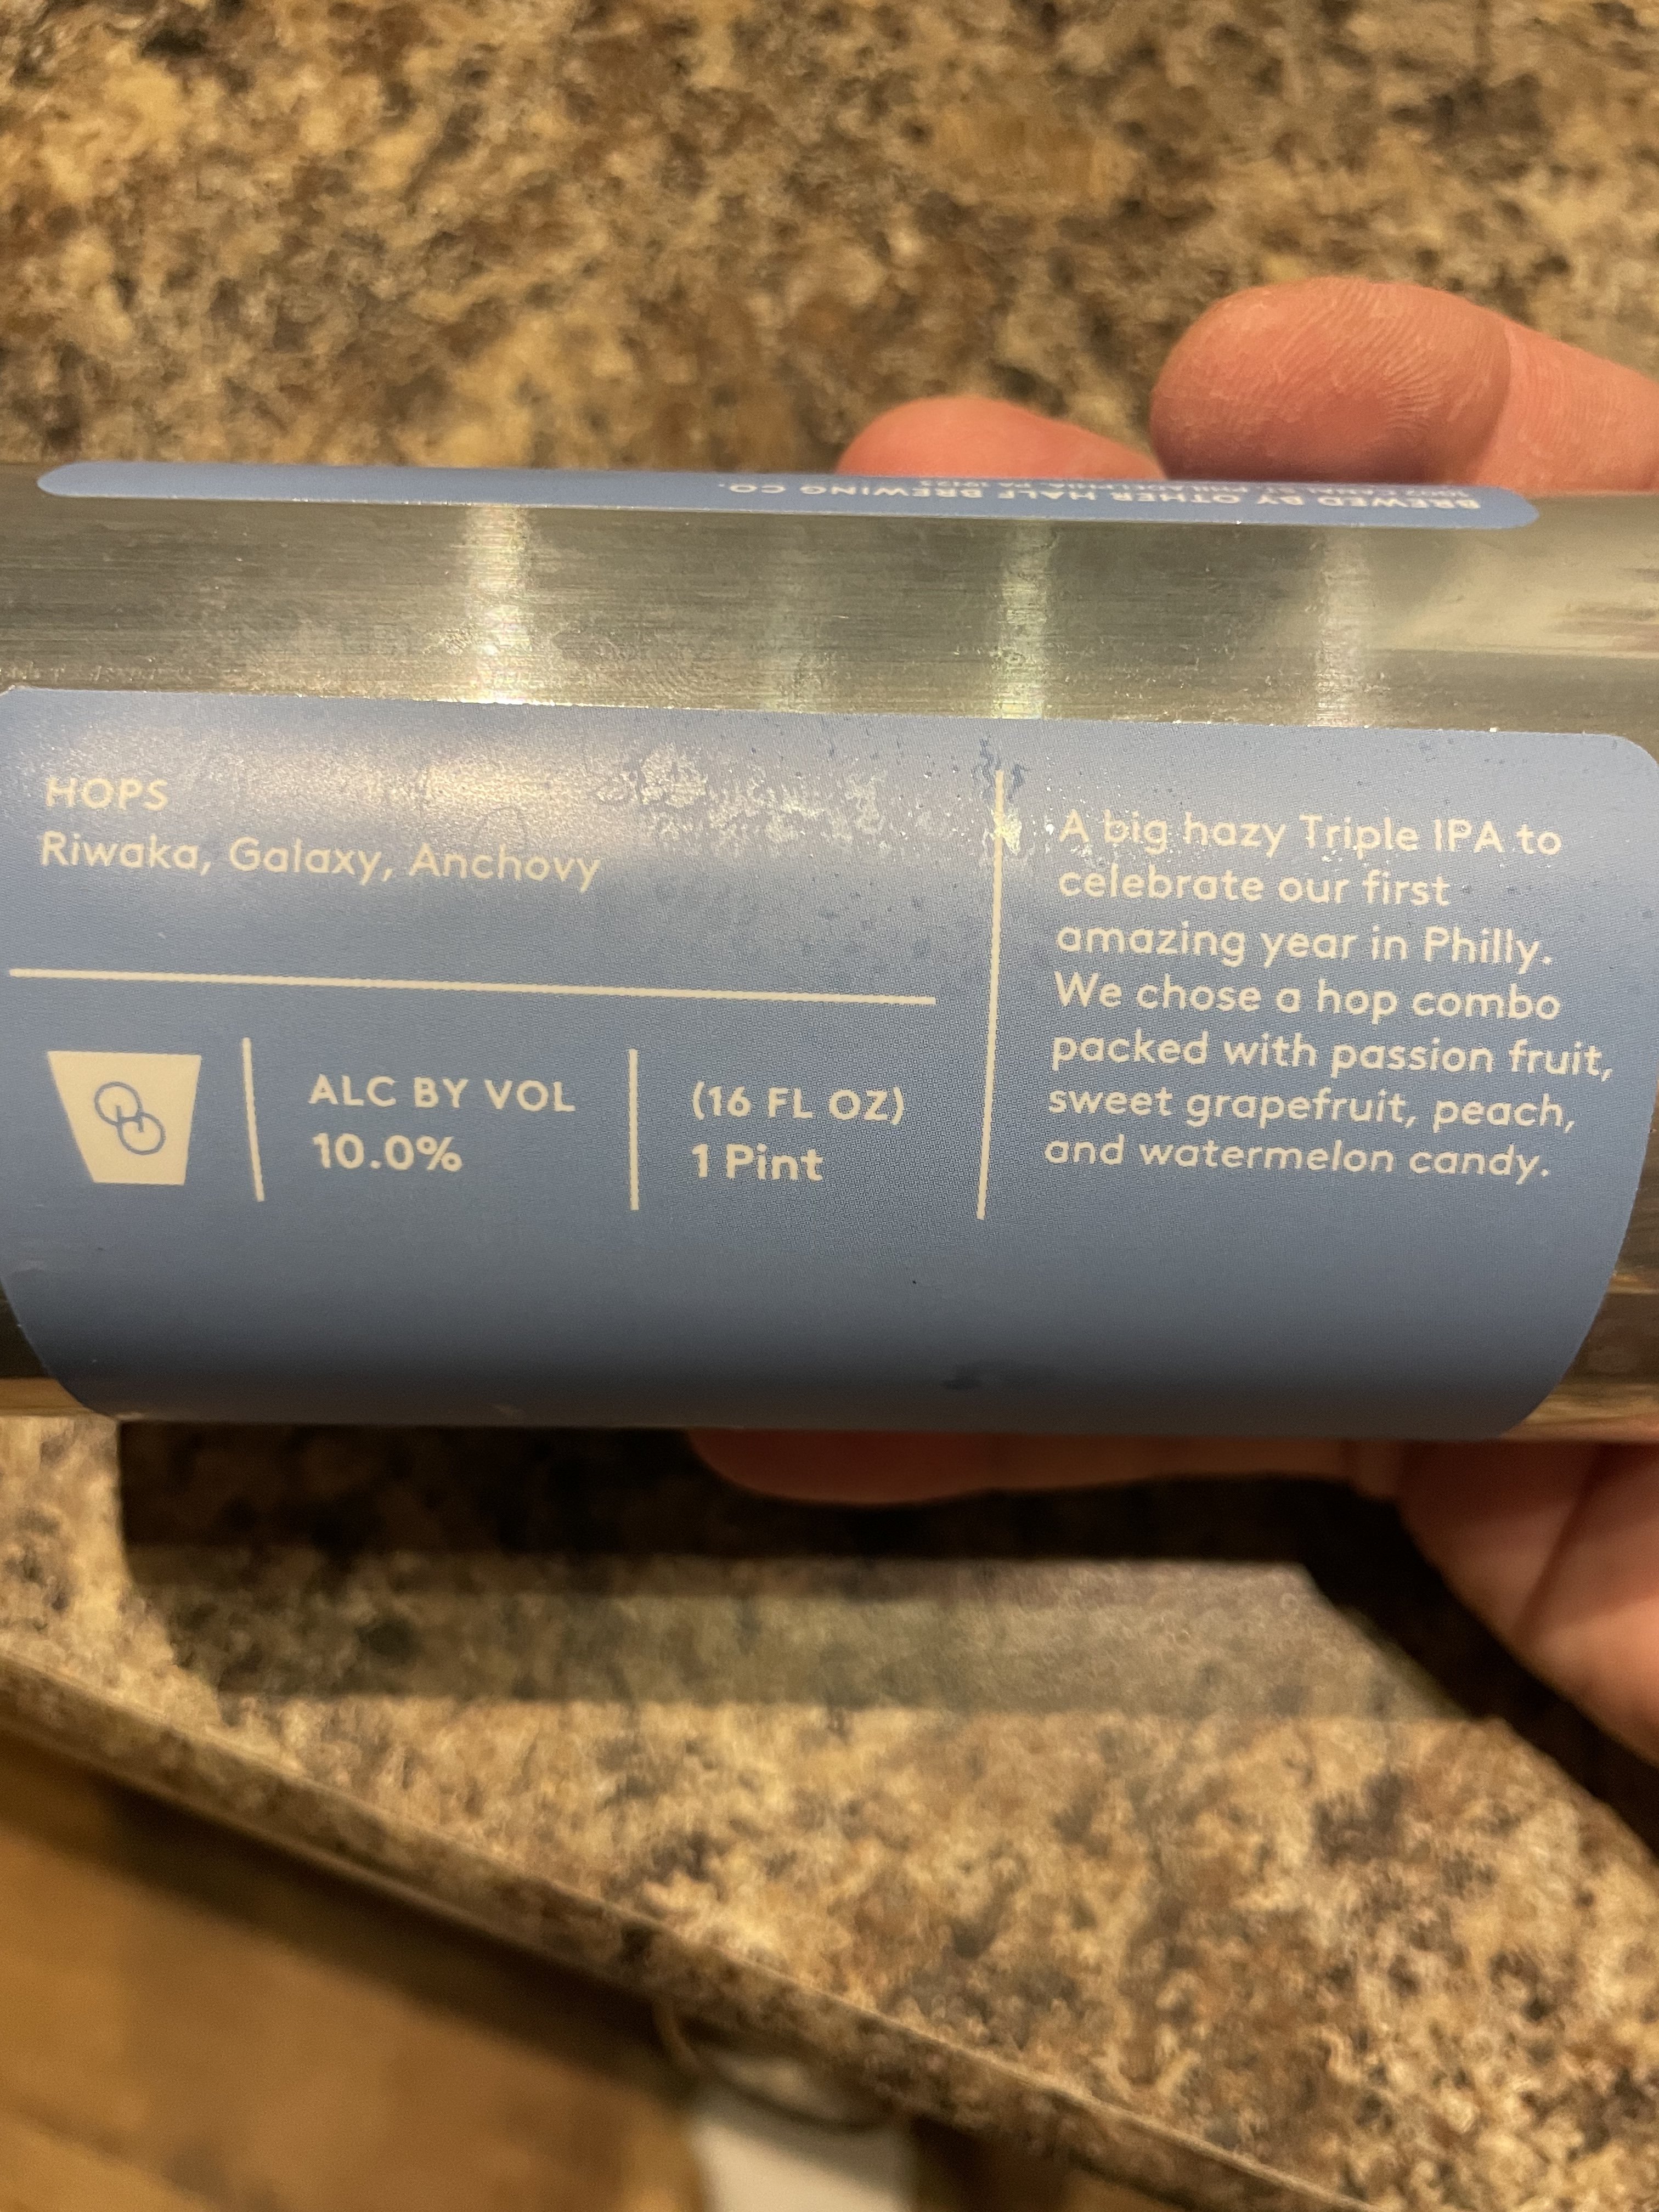 BREWED BY OTHER HALF BREWING CO.
HOPS
Riwaka, Galaxy, Anchovy
ALC BY VOL
10.0%
(16 FL OZ)
1 Pint
A big hazy Triple IPA to
celebrate our first
amazing year in Philly.
We chose a hop combo
packed with passion fruit,
sweet grapefruit, peach,
and watermelon candy.